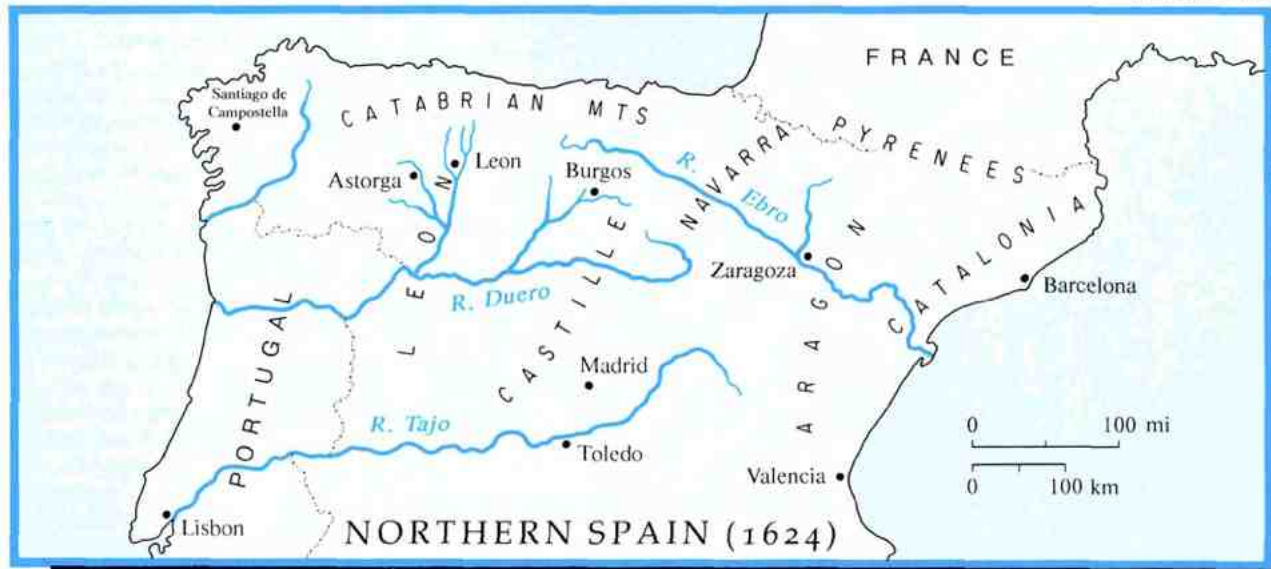 FRANCE
Santiago de
Campostella
CATABRIAN MTS
PYRENEES
NAVARRA
R. Ebro
Leon
Astorga
Burgos
LEON
CASTILLE
ARAGON
CATALONIA
Zaragoza
Barcelona
R. Duero
PORTUGAL
Madrid
R. Tajo
Toledo
Valencia
Lisbon
0 100 mi
0 100 km
NORTHERN SPAIN (1624)